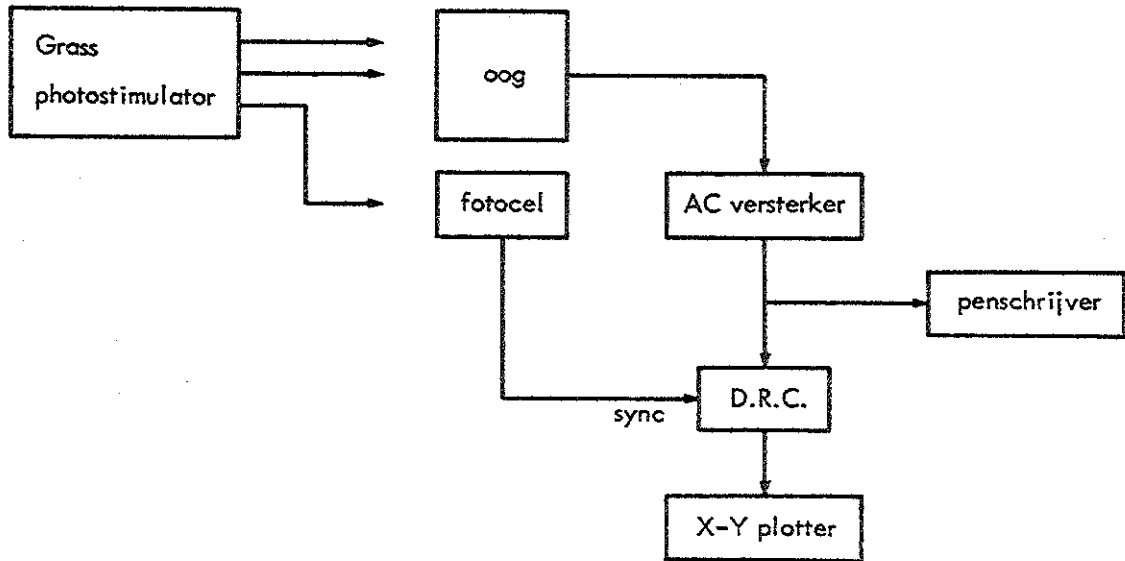 Grass
photostimulator
oog
fotocel
AC versterker
penschrijver
sync
D.R.C.
X-Y plotter